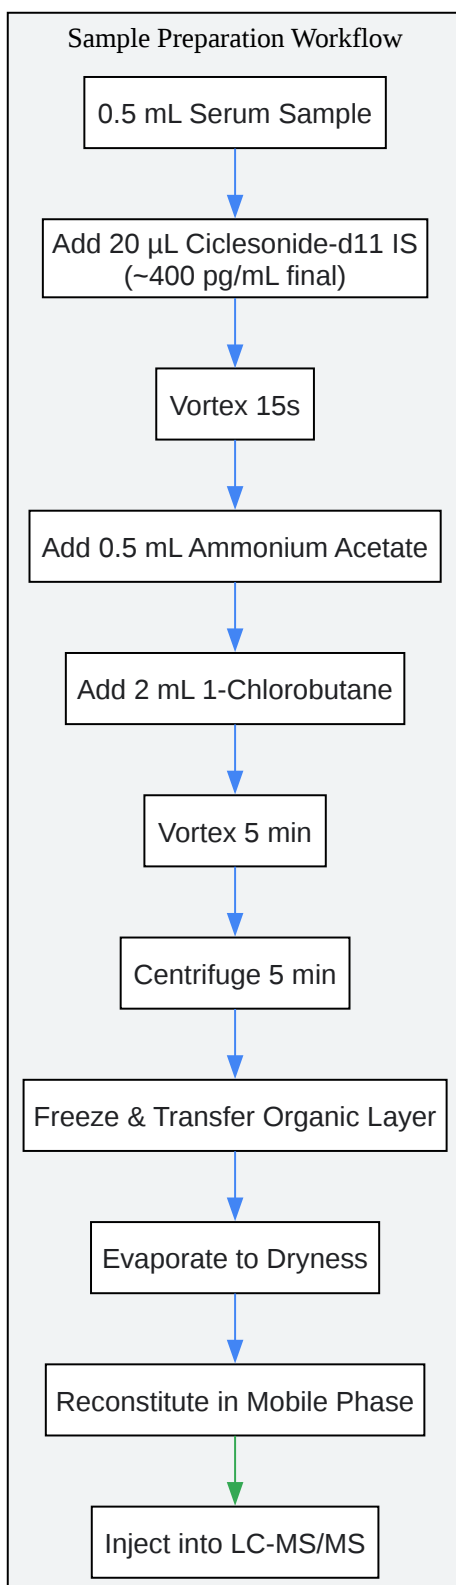 Sample Preparation Workflow
0.5 mL Serum Sample
Add 20 µL Ciclesonide-d11 IS
(~400 pg/mL final)
Vortex 15s
Add 0.5 mL Ammonium Acetate
Add 2 mL 1-Chlorobutane
Vortex 5 min
Centrifuge 5 min
Freeze & Transfer Organic Layer
Evaporate to Dryness
Reconstitute in Mobile Phase
Inject into LC-MS/MS